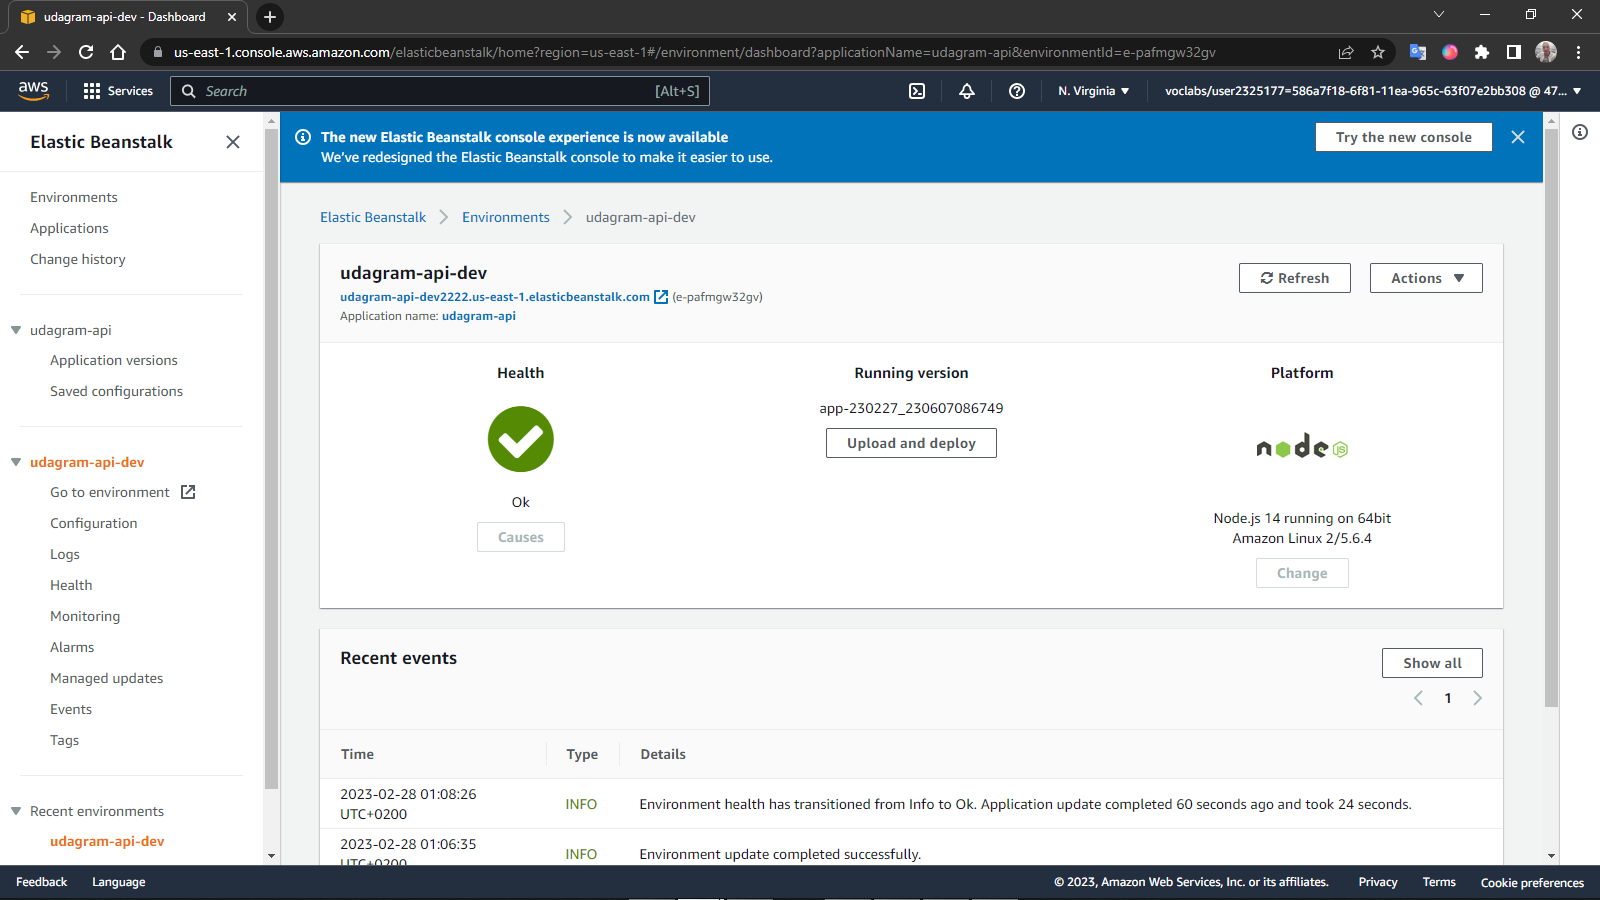 udagram-api-dev - Dashboard
us-east-1.console.aws.amazon.com/elasticbeanstalk/home?region=us-east-1#/environment/dashboard?applicationName=udagram-api&environmentId=e-pafmgw32gv
aws
Services
Search
[Alt+S]
N. Virginia
voclabs/user2325177=586a7f18-6f81-11ea-965c-63f07e2bb308 @ 47...
Elastic Beanstalk
Environments
Applications
Change history
udagram-api
Application versions
Saved configurations
udagram-api-dev
Go to environment
Configuration
Logs
Health
Monitoring
Alarms
Managed updates
Events
Tags
Recent environments
udagram-api-dev
The new Elastic Beanstalk console experience is now available
We've redesigned the Elastic Beanstalk console to make it easier to use.
Try the new console
Elastic Beanstalk
Environments
udagram-api-dev
udagram-api-dev
udagram-api-dev2222.us-east-1.elasticbeanstalk.com (e-pafmgw32gv)
Application name: udagram-api
Refresh
Actions
Health
Ok
Causes
Running version
app-230227_230607086749
Upload and deploy
Platform
node
JS
Node.js 14 running on 64bit
Amazon Linux 2/5.6.4
Change
Recent events
Show all
1
Time
Type
Details
2023-02-28 01:08:26
UTC+0200
INFO
Environment health has transitioned from Info to Ok. Application update completed 60 seconds ago and took 24 seconds.
2023-02-28 01:06:35
UTC+0200
INFO
Environment update completed successfully.
Feedback
Language
© 2023, Amazon Web Services, Inc. or its affiliates.
Privacy
Terms
Cookie preferences